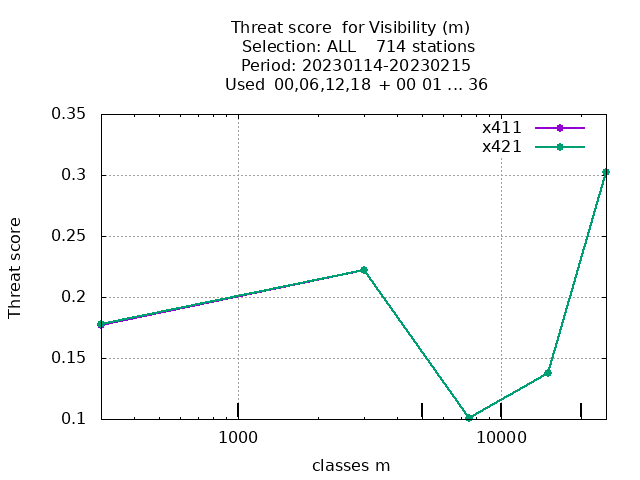 Threat score  for Visibility (m)
Selection: ALL    714 stations
Period: 20230114-20230215
Used  00,06,12,18 + 00 01 ... 36
0.35
x411
x421
0.3
0.25
Threat score
0.2
0.15
0.1
1000
10000
classes m